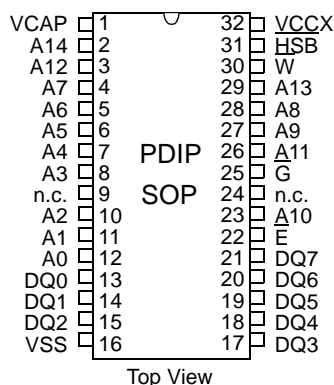 VCAP 1 32 VCCX
A14 2 31 HSB
A12 3 30 W
A7 4 29 A13
A6 5 28 A8
A5 6 27 A9
A4 7 PDIP 26 A11
A3 8 25 G
n.c. 9 SOP 24 n.c.
A2 10 23 A10
A1 11 22 E
A0 12 21 DQ7
DQ0 13 20 DQ6
DQ1 14 19 DQ5
DQ2 15 18 DQ4
VSS 16 17 DQ3
Top View